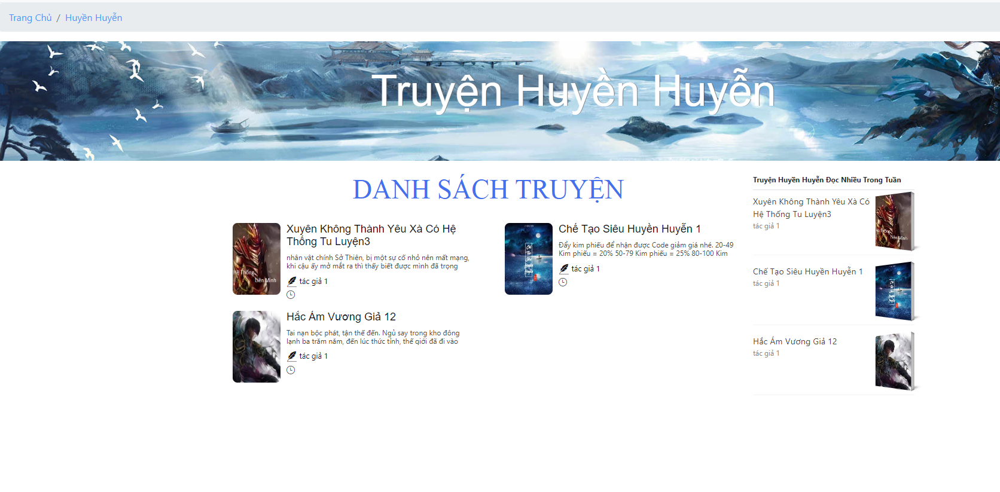 Trang Chủ / Huyền Huyễn
Truyện Huyền Huyễn
DANH SÁCH TRUYỆN
Xuyên Không Thành Yêu Xà Có Hệ
Thống Tu Luyện3
nhân vật chính Sở Thiên, bị một sự cố nhỏ nên mất mạng,
khi cậu ấy mở mắt ra thì thấy biết được mình đã trọng
tác giả 1
Hệ Thống
Liên Minh
Chế Tạo Siêu Huyền Huyễn 1
Đẩy kim phiếu để nhận được Code giảm giá nhé. 20-49
Kim phiếu = 20% 50-79 Kim phiếu = 25% 80-100 Kim
tác giả 1
Hắc Ám Vương Giả 12
Tai nạn bộc phát, tận thế đến. Ngủ say trong kho đông
lạnh ba trăm năm, đến lúc thức tỉnh, thế giới đã đi vào
tác giả 1
Truyện Huyền Huyễn Đọc Nhiều Trong Tuần
Xuyên Không Thành Yêu Xà Có
Hệ Thống Tu Luyện3
tác giả 1
Hệ Thống
Liên Minh
Chế Tạo Siêu Huyền Huyễn 1
tác giả 1
Hắc Ám Vương Giả 12
tác giả 1